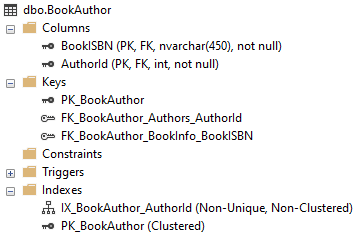 dbo.BookAuthor
Columns
BookISBN (PK, FK, nvarchar(450), not null)
AuthorId (PK, FK, int, not null)
Keys
PK_BookAuthor
FK_BookAuthor_Authors_AuthorId
FK_BookAuthor_BookInfo_BookISBN
Constraints
Triggers
Indexes
IX_BookAuthor_AuthorId (Non-Unique, Non-Clustered)
PK_BookAuthor (Clustered)